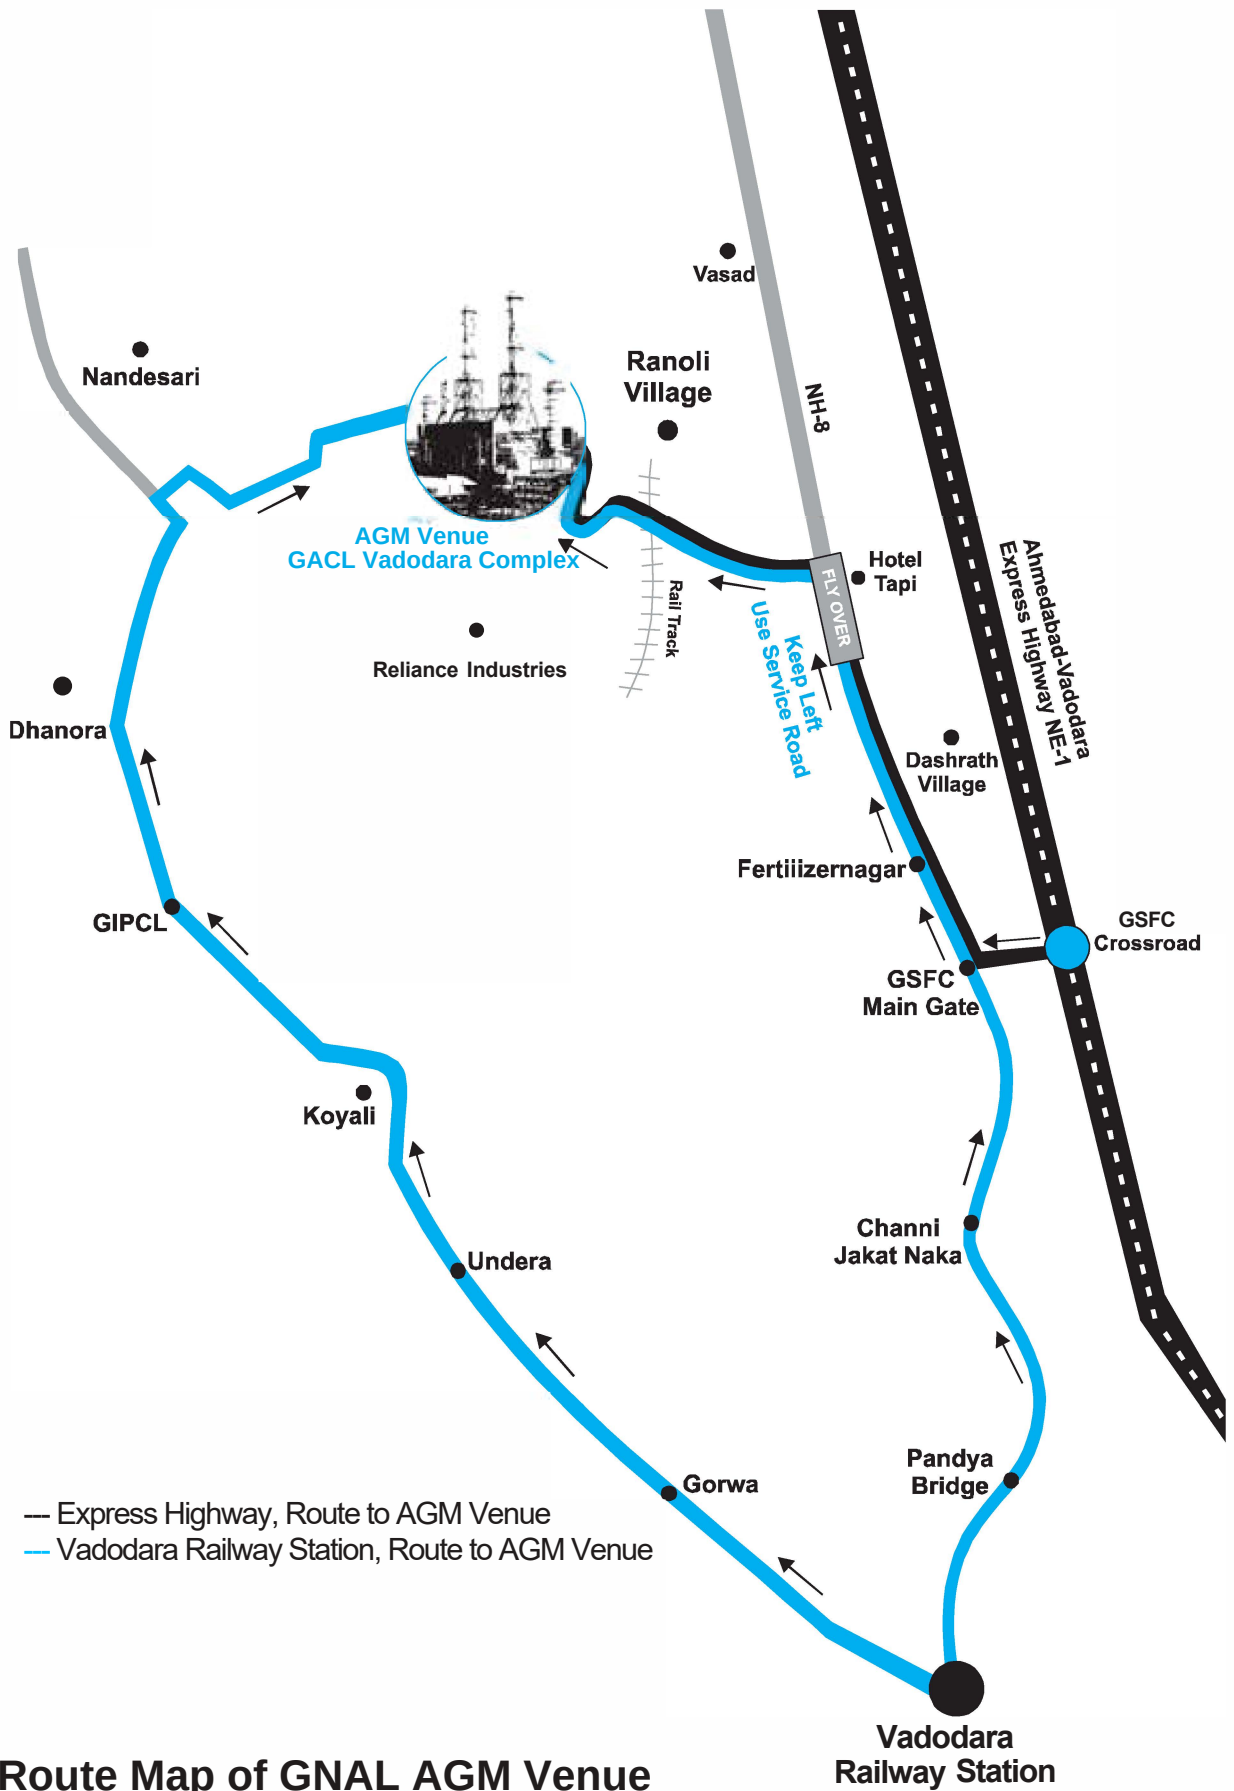 Vasad
Nandesari
Ranoli
Village
NH-8
AGM Venue
GACL Vadodara Complex
Hotel
Tapi
FLY OVER
Rail Track
Ahmedabad-Vadodara
Express Highway NE-1
Keep Left
Use Service Road
Reliance Industries
Dhanora
Dashrath
Village
Fertiiizernagar
GIPCL
GSFC
Crossroad
GSFC
Main Gate
Koyali
Channi
Jakat Naka
Undera
Pandya
Bridge
Gorwa
--- Express Highway, Route to AGM Venue
--- Vadodara Railway Station, Route to AGM Venue
Vadodara
Railway Station
Route Map of GNAL AGM Venue